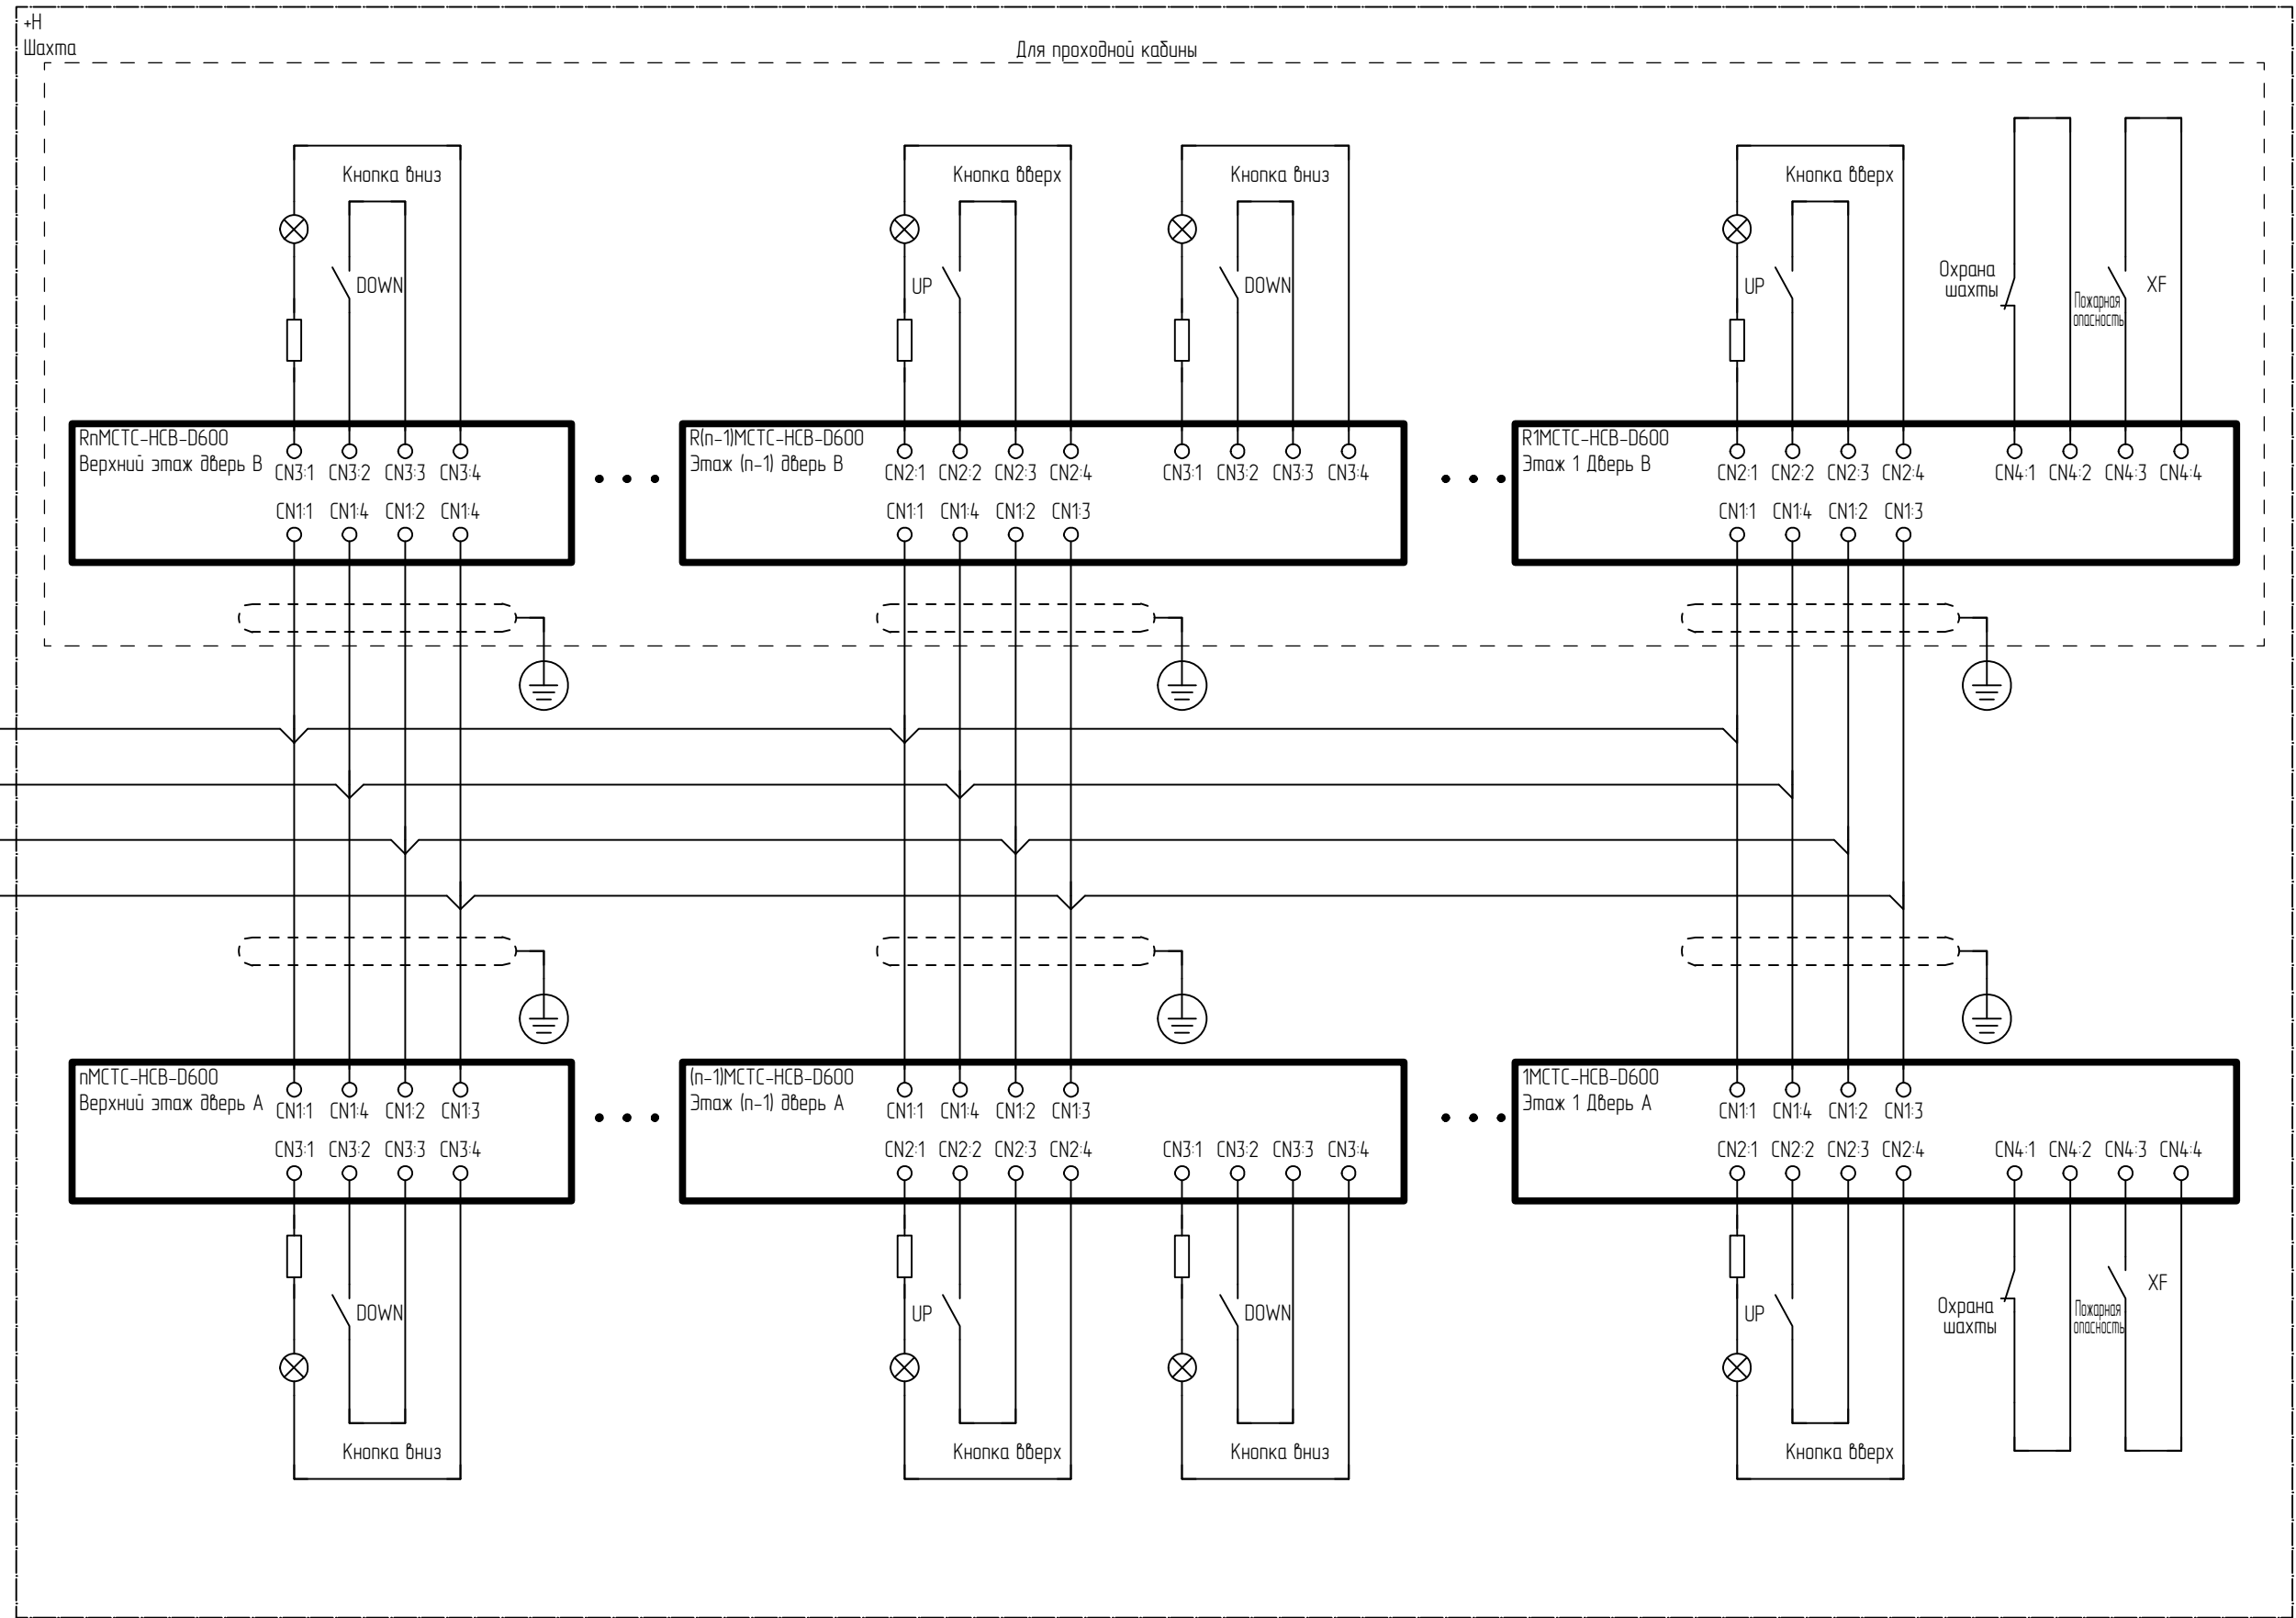 +H
Шахта
Для проходной кабины
Кнопка вниз
Кнопка вверх
Кнопка вниз
Кнопка вверх
DOWN
UP
DOWN
UP
Охрана
шахты
Пожарная
опасность
XF
RnMCTC-HCB-D600
Верхний этаж дверь B
CN3:1 CN3:2 CN3:3 CN3:4
CN1:1 CN1:4 CN1:2 CN1:4
R(n-1)MCTC-HCB-D600
Этаж (n-1) дверь B
CN2:1 CN2:2 CN2:3 CN2:4 CN3:1 CN3:2 CN3:3 CN3:4
CN1:1 CN1:4 CN1:2 CN1:3
R1MCTC-HCB-D600
Этаж 1 Дверь B
CN2:1 CN2:2 CN2:3 CN2:4 CN4:1 CN4:2 CN4:3 CN4:4
CN1:1 CN1:4 CN1:2 CN1:3
nMCTC-HCB-D600
Верхний этаж дверь A
CN1:1 CN1:4 CN1:2 CN1:3
CN3:1 CN3:2 CN3:3 CN3:4
(n-1)MCTC-HCB-D600
Этаж (n-1) дверь A
CN1:1 CN1:4 CN1:2 CN1:3
CN2:1 CN2:2 CN2:3 CN2:4 CN3:1 CN3:2 CN3:3 CN3:4
1MCTC-HCB-D600
Этаж 1 Дверь A
CN1:1 CN1:4 CN1:2 CN1:3
CN2:1 CN2:2 CN2:3 CN2:4 CN4:1 CN4:2 CN4:3 CN4:4
DOWN
UP
DOWN
UP
Охрана
шахты
Пожарная
опасность
XF
Кнопка вниз
Кнопка вверх
Кнопка вниз
Кнопка вверх